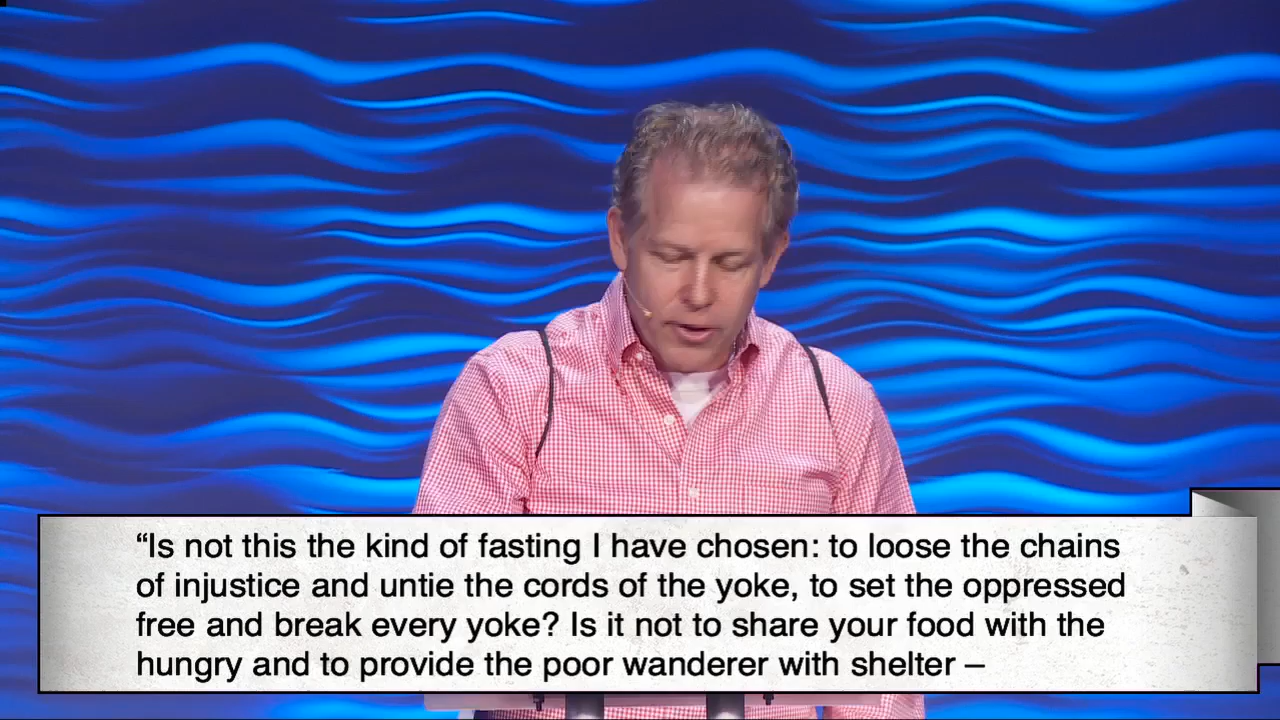 “Is not this the kind of fasting I have chosen: to loose the chains
of injustice and untie the cords of the yoke, to set the oppressed
free and break every yoke? Is it not to share your food with the
hungry and to provide the poor wanderer with shelter –